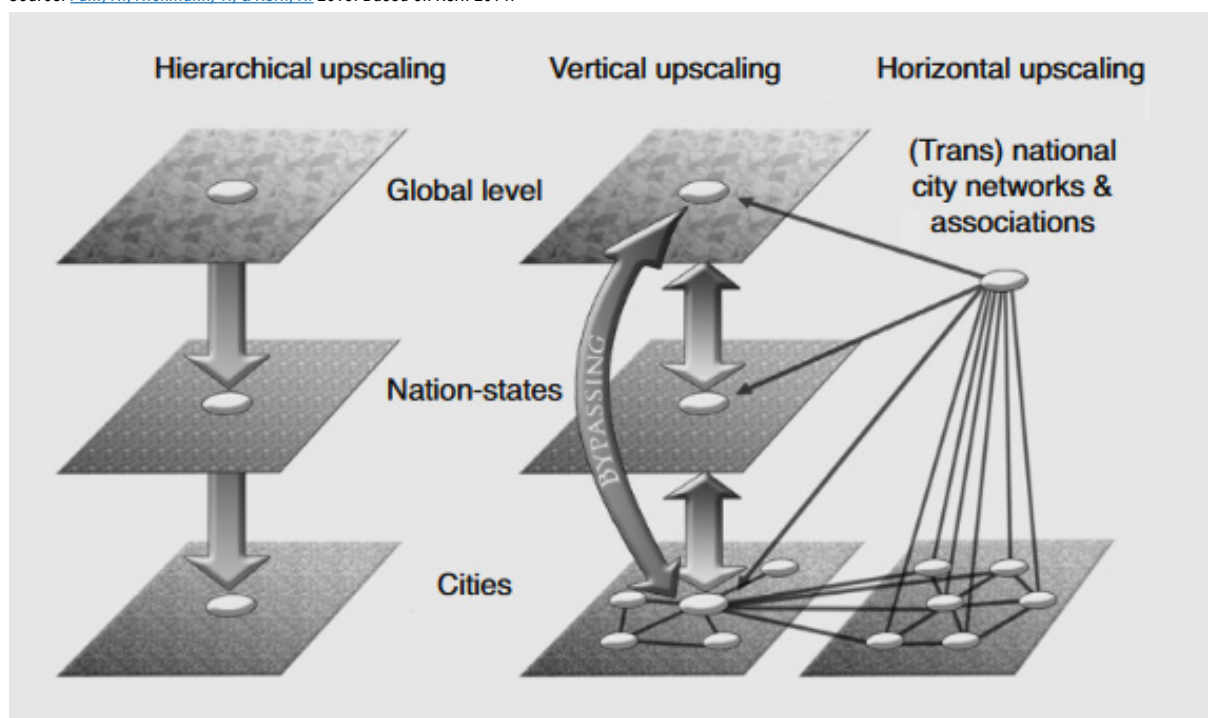 Hierarchical upscaling
Vertical upscaling
Horizontal upscaling
(Trans) national
city networks &
associations
Global level
BYPASSING
Nation-states
Cities